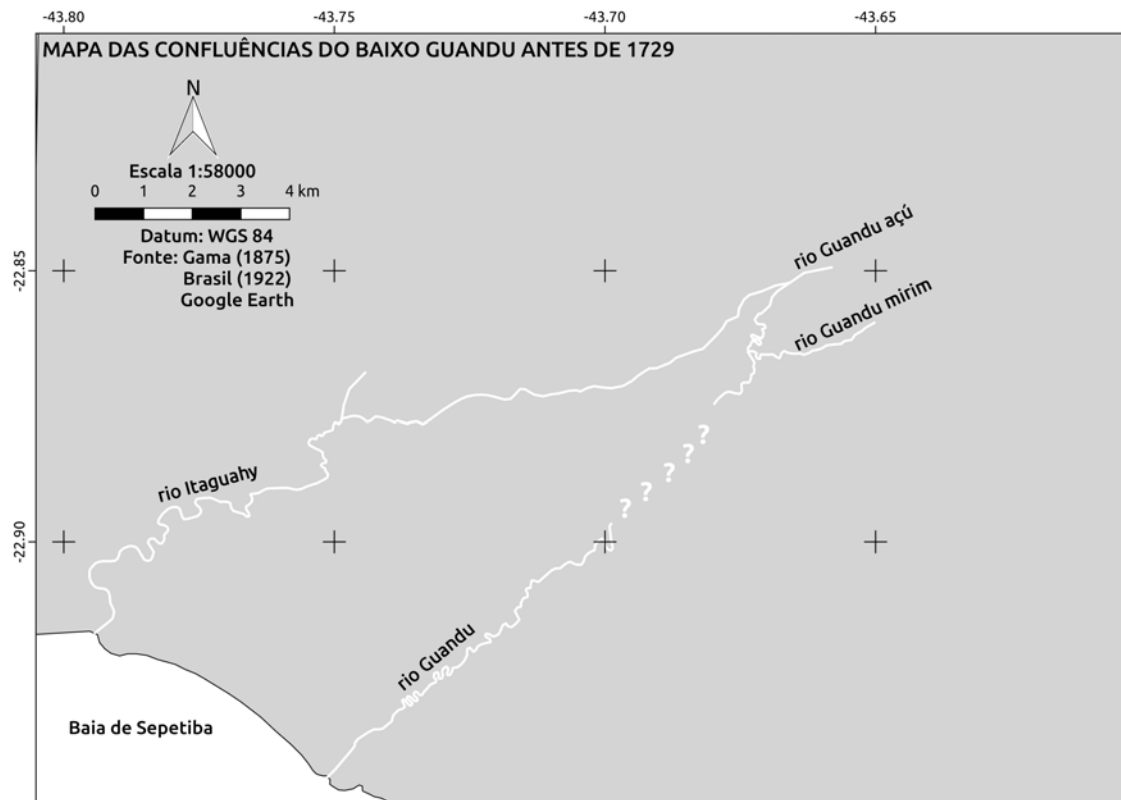 -43.80 -43.75 -43.70 -43.65
MAPA DAS CONFLUÊNCIAS DO BAIXO GUANDU ANTES DE 1729
N
Escala 1:58000
0 1 2 3 4 km
Datum: WGS 84
Fonte: Gama (1875)
Brasil (1922)
Google Earth
-22.85
rio Guandu açú
rio Guandu mirim
? ? ? ? ?
rio Itaguahy
-22.90
rio Guandu
Baia de Sepetiba